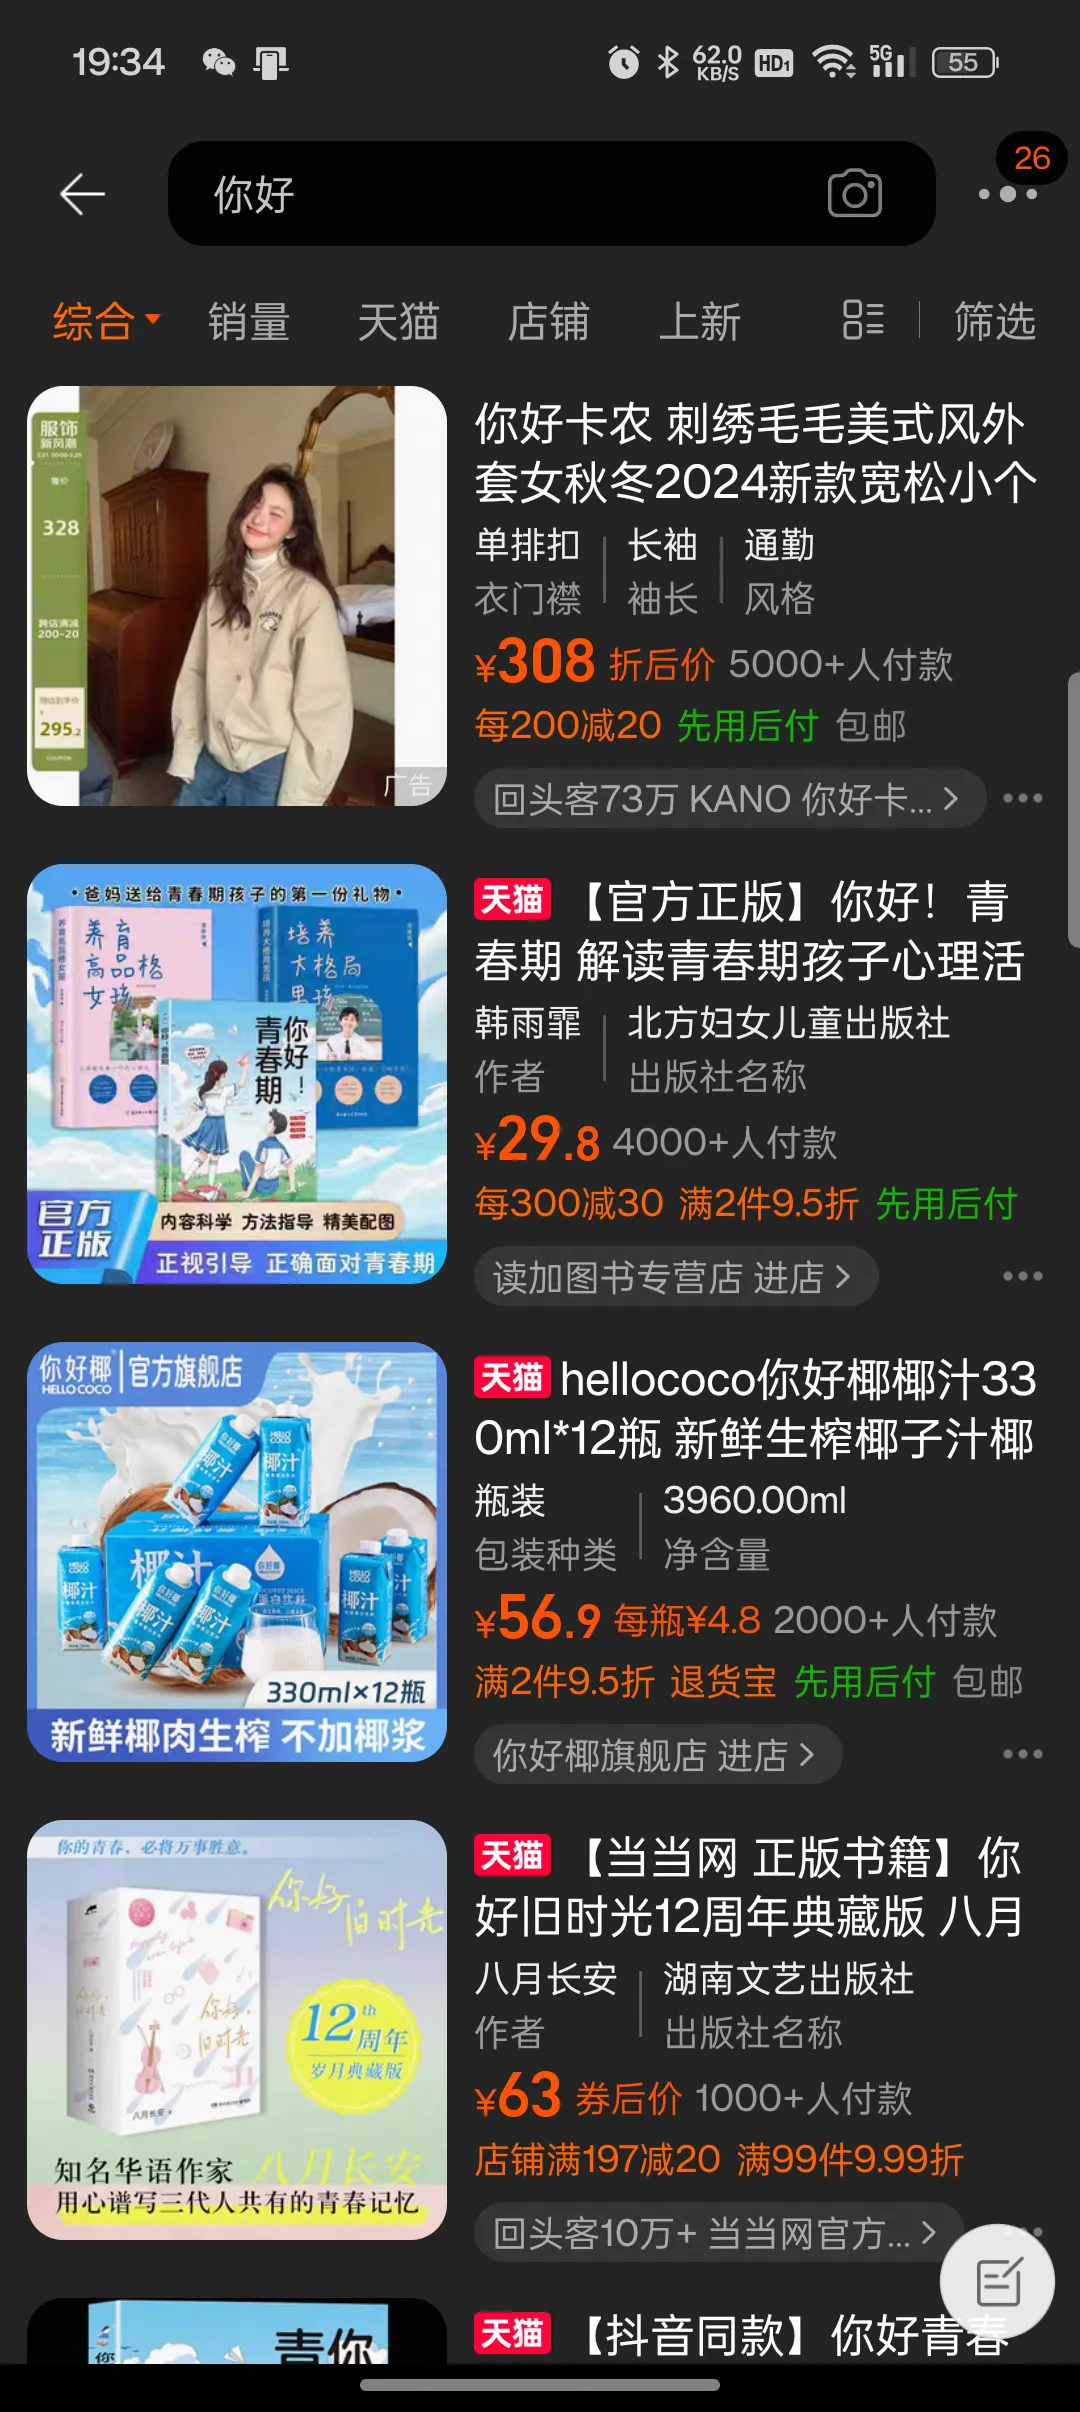 19:34
62.0
KB/S
HD1
5G
55
你好
26
综合
销量
天猫
店铺
上新
筛选
服饰
新风潮
售价
328
跨店满减
200-20
295.2
广告
你好卡农 刺绣毛毛美式风外
套女秋冬2024新款宽松小个
单排扣 长袖 通勤
衣门襟 袖长 风格
¥308 折后价 5000+人付款
每200减20 先用后付 包邮
回头客73万 KANO 你好卡...
·爸妈送给青春期孩子的第一份礼物·
养育
高品格
女孩
培养
大格局
男孩
你好!
青春期
官方
正版
内容科学 方法指导 精美配图
正视引导 正确面对青春期
天猫 【官方正版】你好！青
春期 解读青春期孩子心理活
韩雨霏 北方妇女儿童出版社
作者 出版社名称
¥29.8 4000+人付款
每300减30 满2件9.5折 先用后付
读加图书专营店 进店
你好椰 官方旗舰店
HELLO COCO
椰汁
330ml×12瓶
新鲜椰肉生榨 不加椰浆
天猫 hellococo你好椰椰汁33
0ml*12瓶 新鲜生榨椰子汁椰
瓶装 3960.00ml
包装种类 净含量
¥56.9 每瓶¥4.8 2000+人付款
满2件9.5折 退货宝 先用后付 包邮
你好椰旗舰店 进店
你的青春，必将万事胜意。
你好 旧时光
12th
周年
岁月典藏版
八月长安
知名华语作家 八月长安
用心谱写三代人共有的青春记忆
天猫 【当当网 正版书籍】你
好旧时光12周年典藏版 八月
八月长安 湖南文艺出版社
作者 出版社名称
¥63 券后价 1000+人付款
店铺满197减20 满99件9.99折
回头客10万+ 当当网官方...
青你
天猫 【抖音同款】你好青春